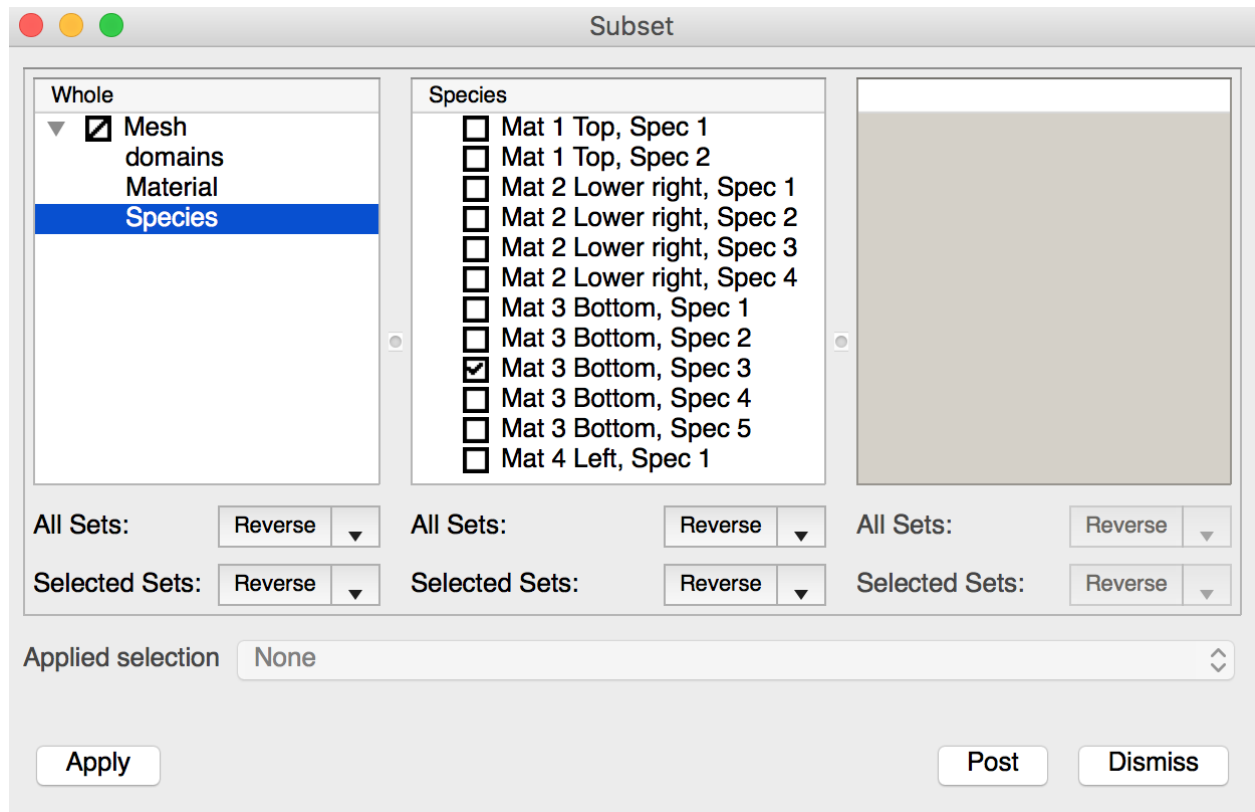 Subset
Whole
Mesh
domains
Material
Species
Species
Mat 1 Top, Spec 1
Mat 1 Top, Spec 2
Mat 2 Lower right, Spec 1
Mat 2 Lower right, Spec 2
Mat 2 Lower right, Spec 3
Mat 2 Lower right, Spec 4
Mat 3 Bottom, Spec 1
Mat 3 Bottom, Spec 2
Mat 3 Bottom, Spec 3
Mat 3 Bottom, Spec 4
Mat 3 Bottom, Spec 5
Mat 4 Left, Spec 1
All Sets: Reverse All Sets: Reverse All Sets: Reverse
Selected Sets: Reverse Selected Sets: Reverse Selected Sets: Reverse
Applied selection None
Apply Post Dismiss